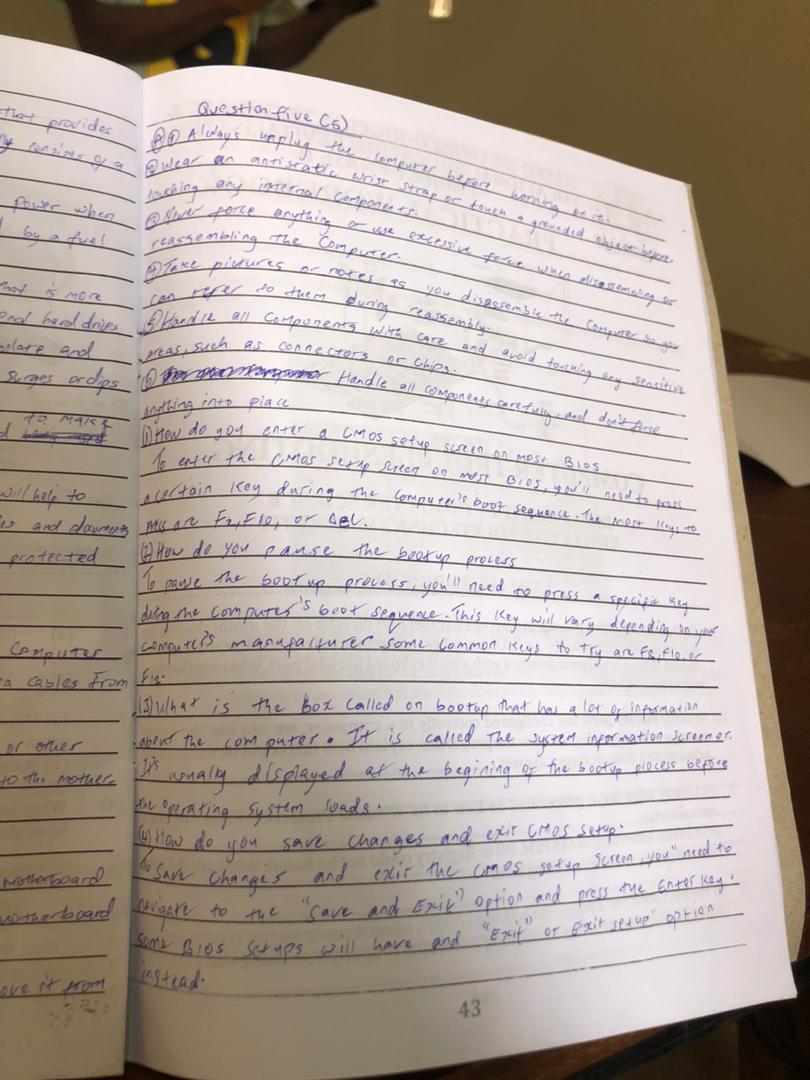 that provides
ly consists of a
power when
by a fuel
that is more
and hard drives
late and
surges or dips
to make
will help to
es and documents
protected
Computer
a cables from
or other
to the mother
Motherboard
motherboard
ove it from
Question five (5)
(A) (1) Always unplug the computer before working on it.
(2) Wear an antistatic wrist strap or touch a grounded object before
touching any internal components.
(3) Never force anything or use excessive force when disassembling or
reassembling the Computer.
(4) Take pictures or notes as you disassemble the Computer so you
can refer to them during reassembly.
(5) Handle all Components with care and avoid touching any sensitive
areas, such as connectors or chips.
(6) Handle all components carefully, and don't force
anything into place
(1) How do you enter a CMOS setup screen on most BIOS
To enter the CMOS setup screen on most BIOS, you'll need to press
a certain key during the computer's boot sequence. The most keys to
are F2, F10, or Del.
(2) How do you pause the bootup process
To pause the boot up process, you'll need to press a specific key
during the computer's boot sequence. This key will vary depending on your
computer's manufacturer some common keys to try are F2, F10, or
F12.
(3) What is the box called on bootup that has a lot of information
about the computer. It is called the system information screen or.
It's usually displayed at the begining of the bootup process before
the operating system loads.
(4) How do you save changes and exit CMOS setup.
To save changes and exit the CMOS setup screen, you" need to
navigate to the "Save and Exit") option and press the Enter key.
some BIOS setups will have and "Exit" or Exit setup" option
instead.
43